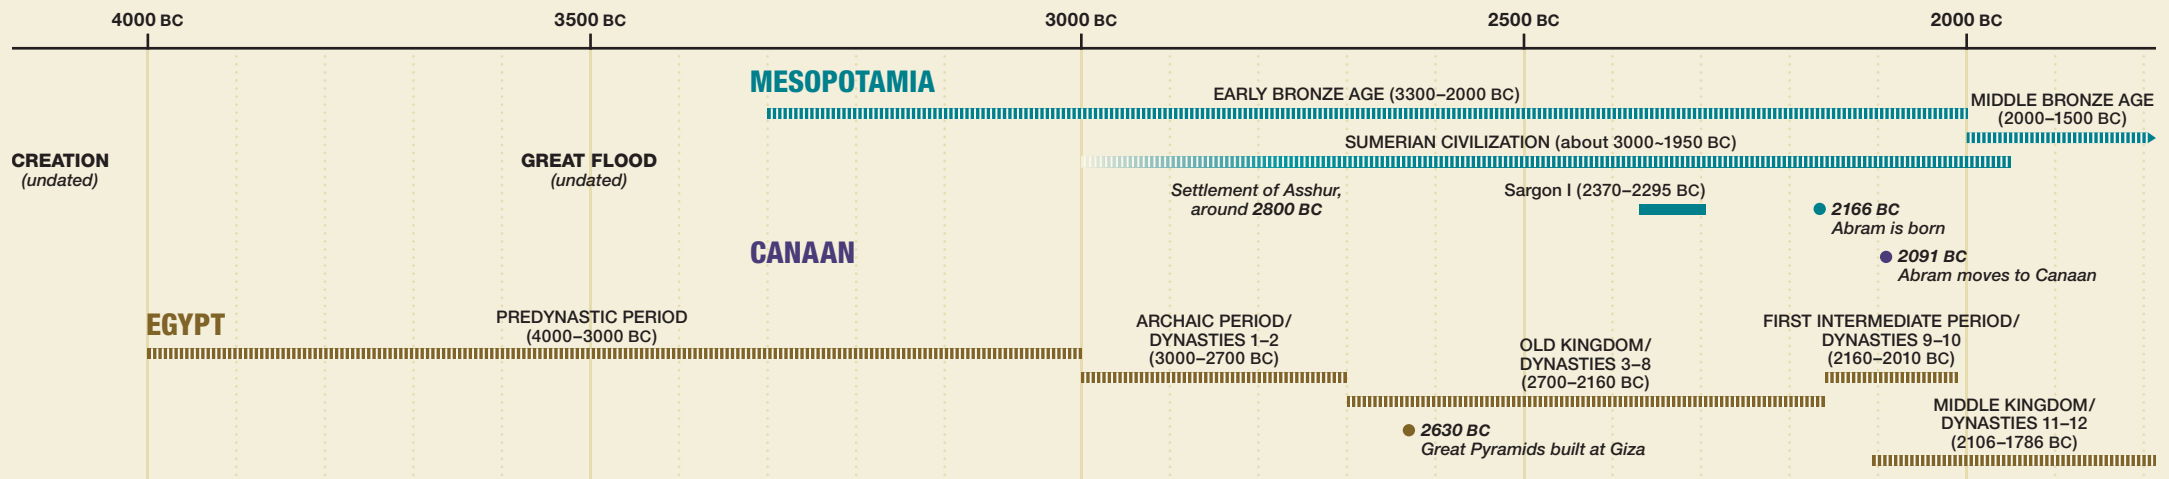 4000 BC
3500 BC
3000 BC
2500 BC
2000 BC
MESOPOTAMIA
EARLY BRONZE AGE (3300–2000 BC)
MIDDLE BRONZE AGE
(2000–1500 BC)
SUMERIAN CIVILIZATION (about 3000~1950 BC)
CREATION
(undated)
GREAT FLOOD
(undated)
Settlement of Asshur,
around 2800 BC
Sargon I (2370–2295 BC)
2166 BC
Abram is born
CANAAN
2091 BC
Abram moves to Canaan
EGYPT
PREDYNASTIC PERIOD
(4000–3000 BC)
ARCHAIC PERIOD/
DYNASTIES 1–2
(3000–2700 BC)
OLD KINGDOM/
DYNASTIES 3–8
(2700–2160 BC)
FIRST INTERMEDIATE PERIOD/
DYNASTIES 9–10
(2160–2010 BC)
2630 BC
Great Pyramids built at Giza
MIDDLE KINGDOM/
DYNASTIES 11–12
(2106–1786 BC)